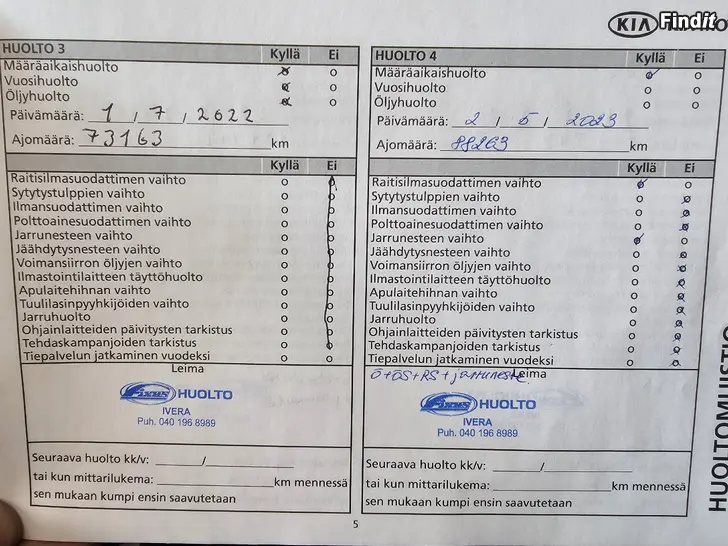 KIA Findit
HUOLTO 3 Kyllä Ei
Määräaikaishuolto
Vuosihuolto
Öljyhuolto
Päivämäärä: 1 / 7 / 2022
Ajomäärä: 73163 km
Raitisilmasuodattimen vaihto
Sytytystulppien vaihto
Ilmansuodattimen vaihto
Polttoainesuodattimen vaihto
Jarrunesteen vaihto
Jäähdytysnesteen vaihto
Voimansiirron öljyjen vaihto
Ilmastointilaitteen täyttöhuolto
Apulaitehihnan vaihto
Tuulilasinpyyhkijöiden vaihto
Jarruhuolto
Ohjainlaitteiden päivitysten tarkistus
Tehdaskampanjoiden tarkistus
Tiepalvelun jatkaminen vuodeksi
Leima
Fixus HUOLTO
IVERA
Puh. 040 196 8989
Seuraava huolto kk/v: /
tai kun mittarilukema: km mennessä
sen mukaan kumpi ensin saavutetaan
HUOLTO 4 Kyllä Ei
Määräaikaishuolto
Vuosihuolto
Öljyhuolto
Päivämäärä: 2 / 5 / 2023
Ajomäärä: 88263 km
Raitisilmasuodattimen vaihto
Sytytystulppien vaihto
Ilmansuodattimen vaihto
Polttoainesuodattimen vaihto
Jarrunesteen vaihto
Jäähdytysnesteen vaihto
Voimansiirron öljyjen vaihto
Ilmastointilaitteen täyttöhuolto
Apulaitehihnan vaihto
Tuulilasinpyyhkijöiden vaihto
Jarruhuolto
Ohjainlaitteiden päivitysten tarkistus
Tehdaskampanjoiden tarkistus
Tiepalvelun jatkaminen vuodeksi
Ö+ÖS+RS+jarruneste. Leima
Fixus HUOLTO
IVERA
Puh. 040 196 8989
Seuraava huolto kk/v: /
tai kun mittarilukema: km mennessä
sen mukaan kumpi ensin saavutetaan
5
HUOLTOMUISTIO